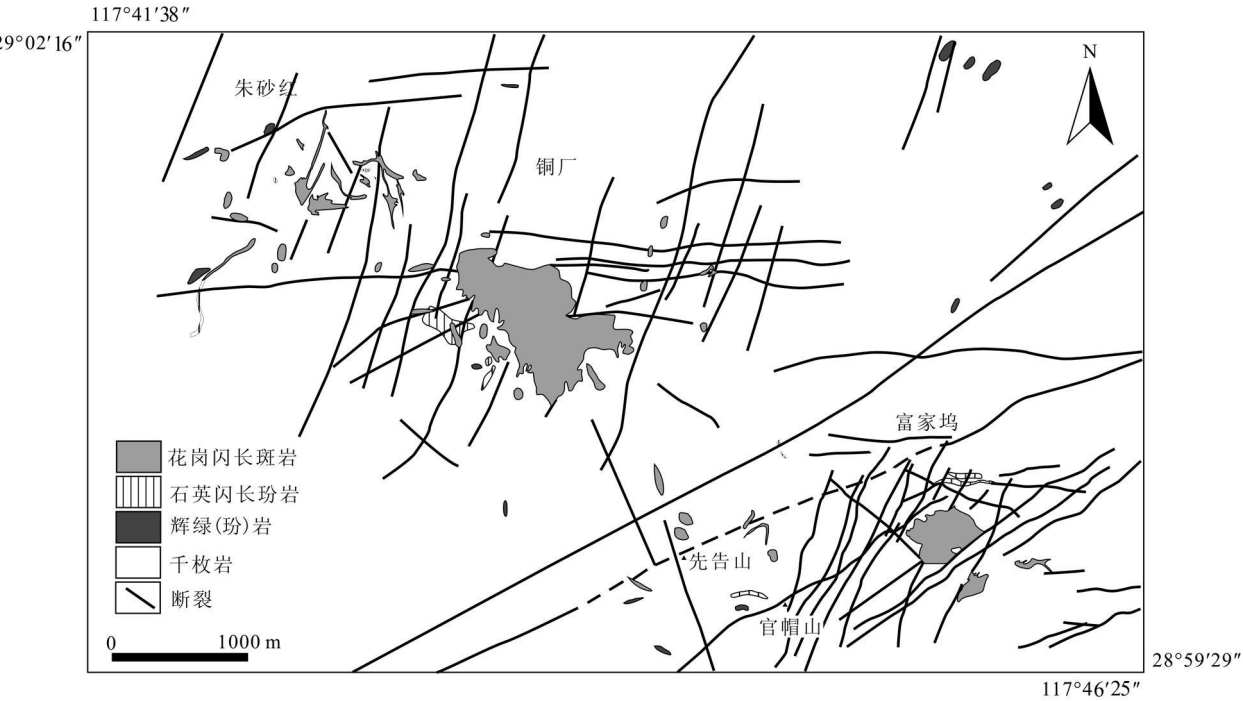 117°41′38″
29°02′16″
N
朱砂红
铜厂
富家坞
花岗闪长斑岩
石英闪长玢岩
辉绿(玢)岩
千枚岩
断裂
先告山
官帽山
0 1000 m
28°59′29″
117°46′25″